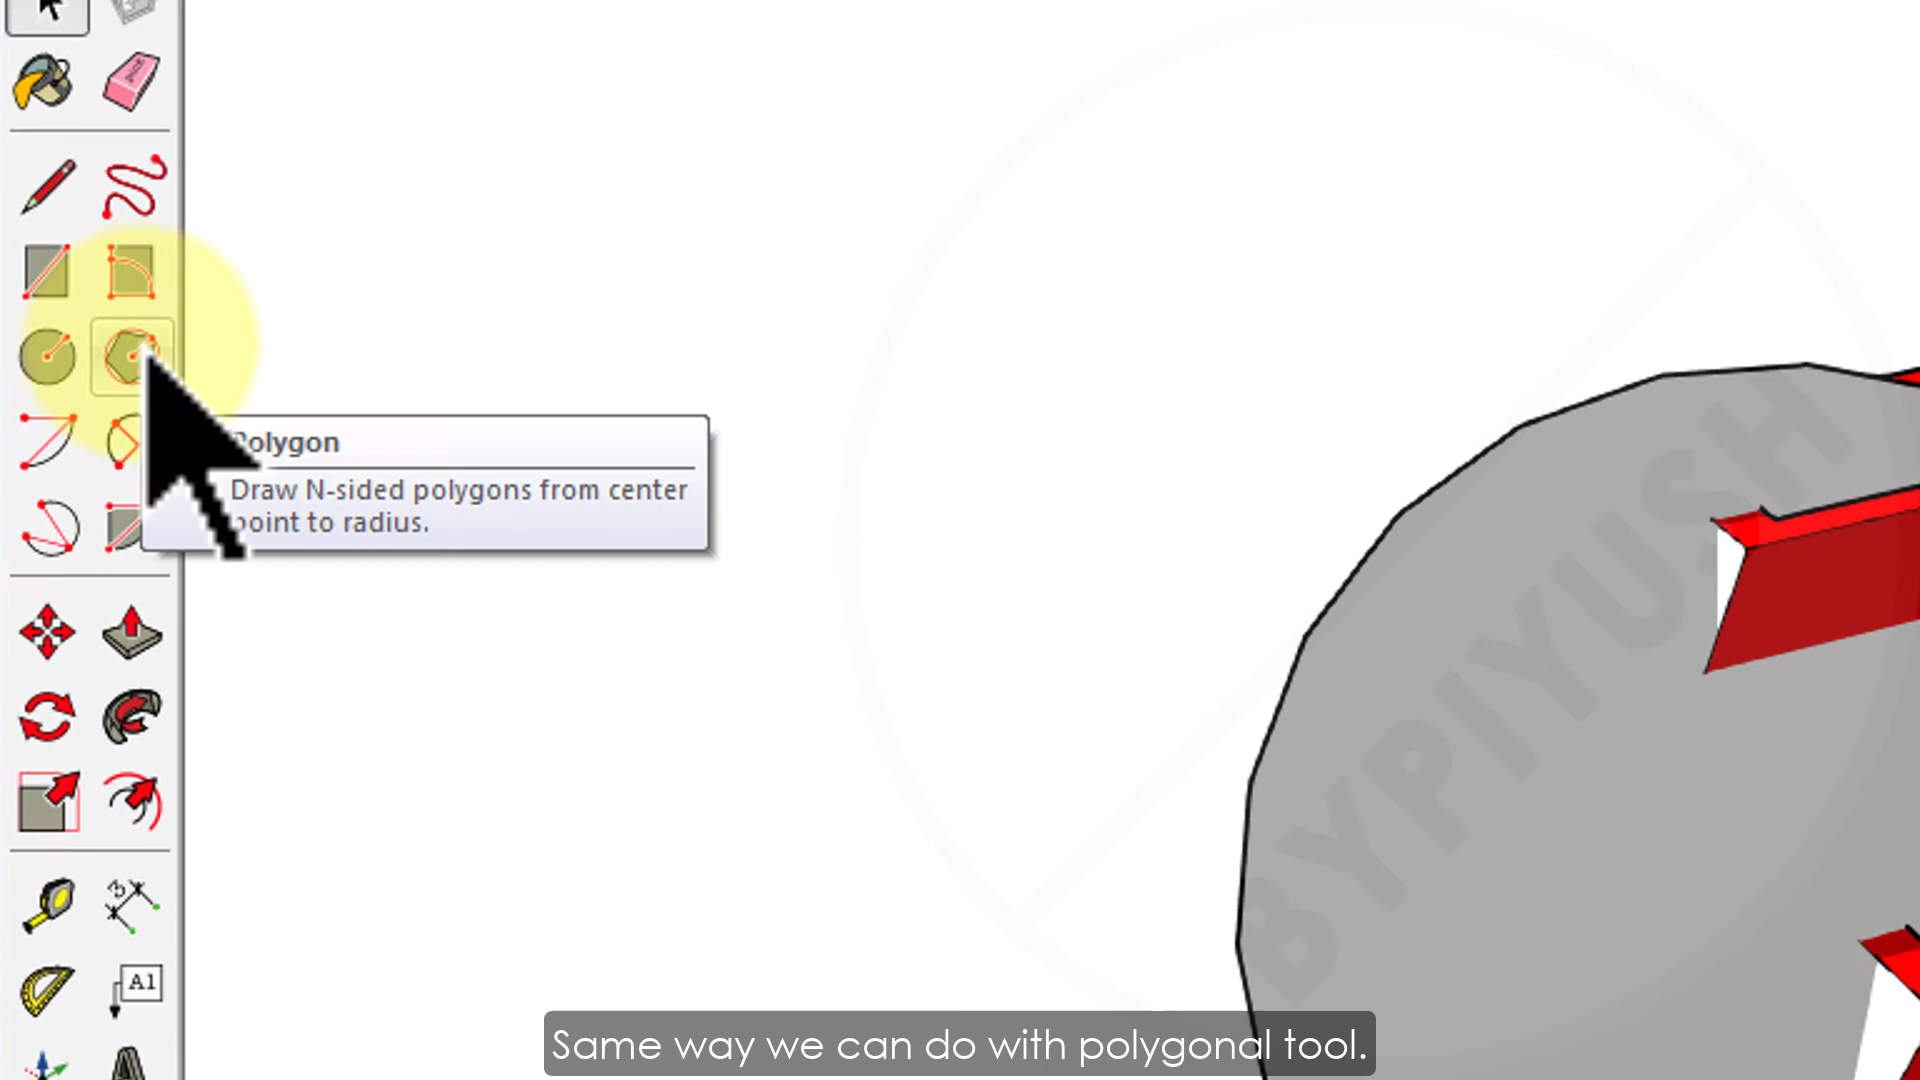 Polygon
Draw N-sided polygons from center
point to radius.
BYPIYUSH
A1
Same way we can do with polygonal tool.